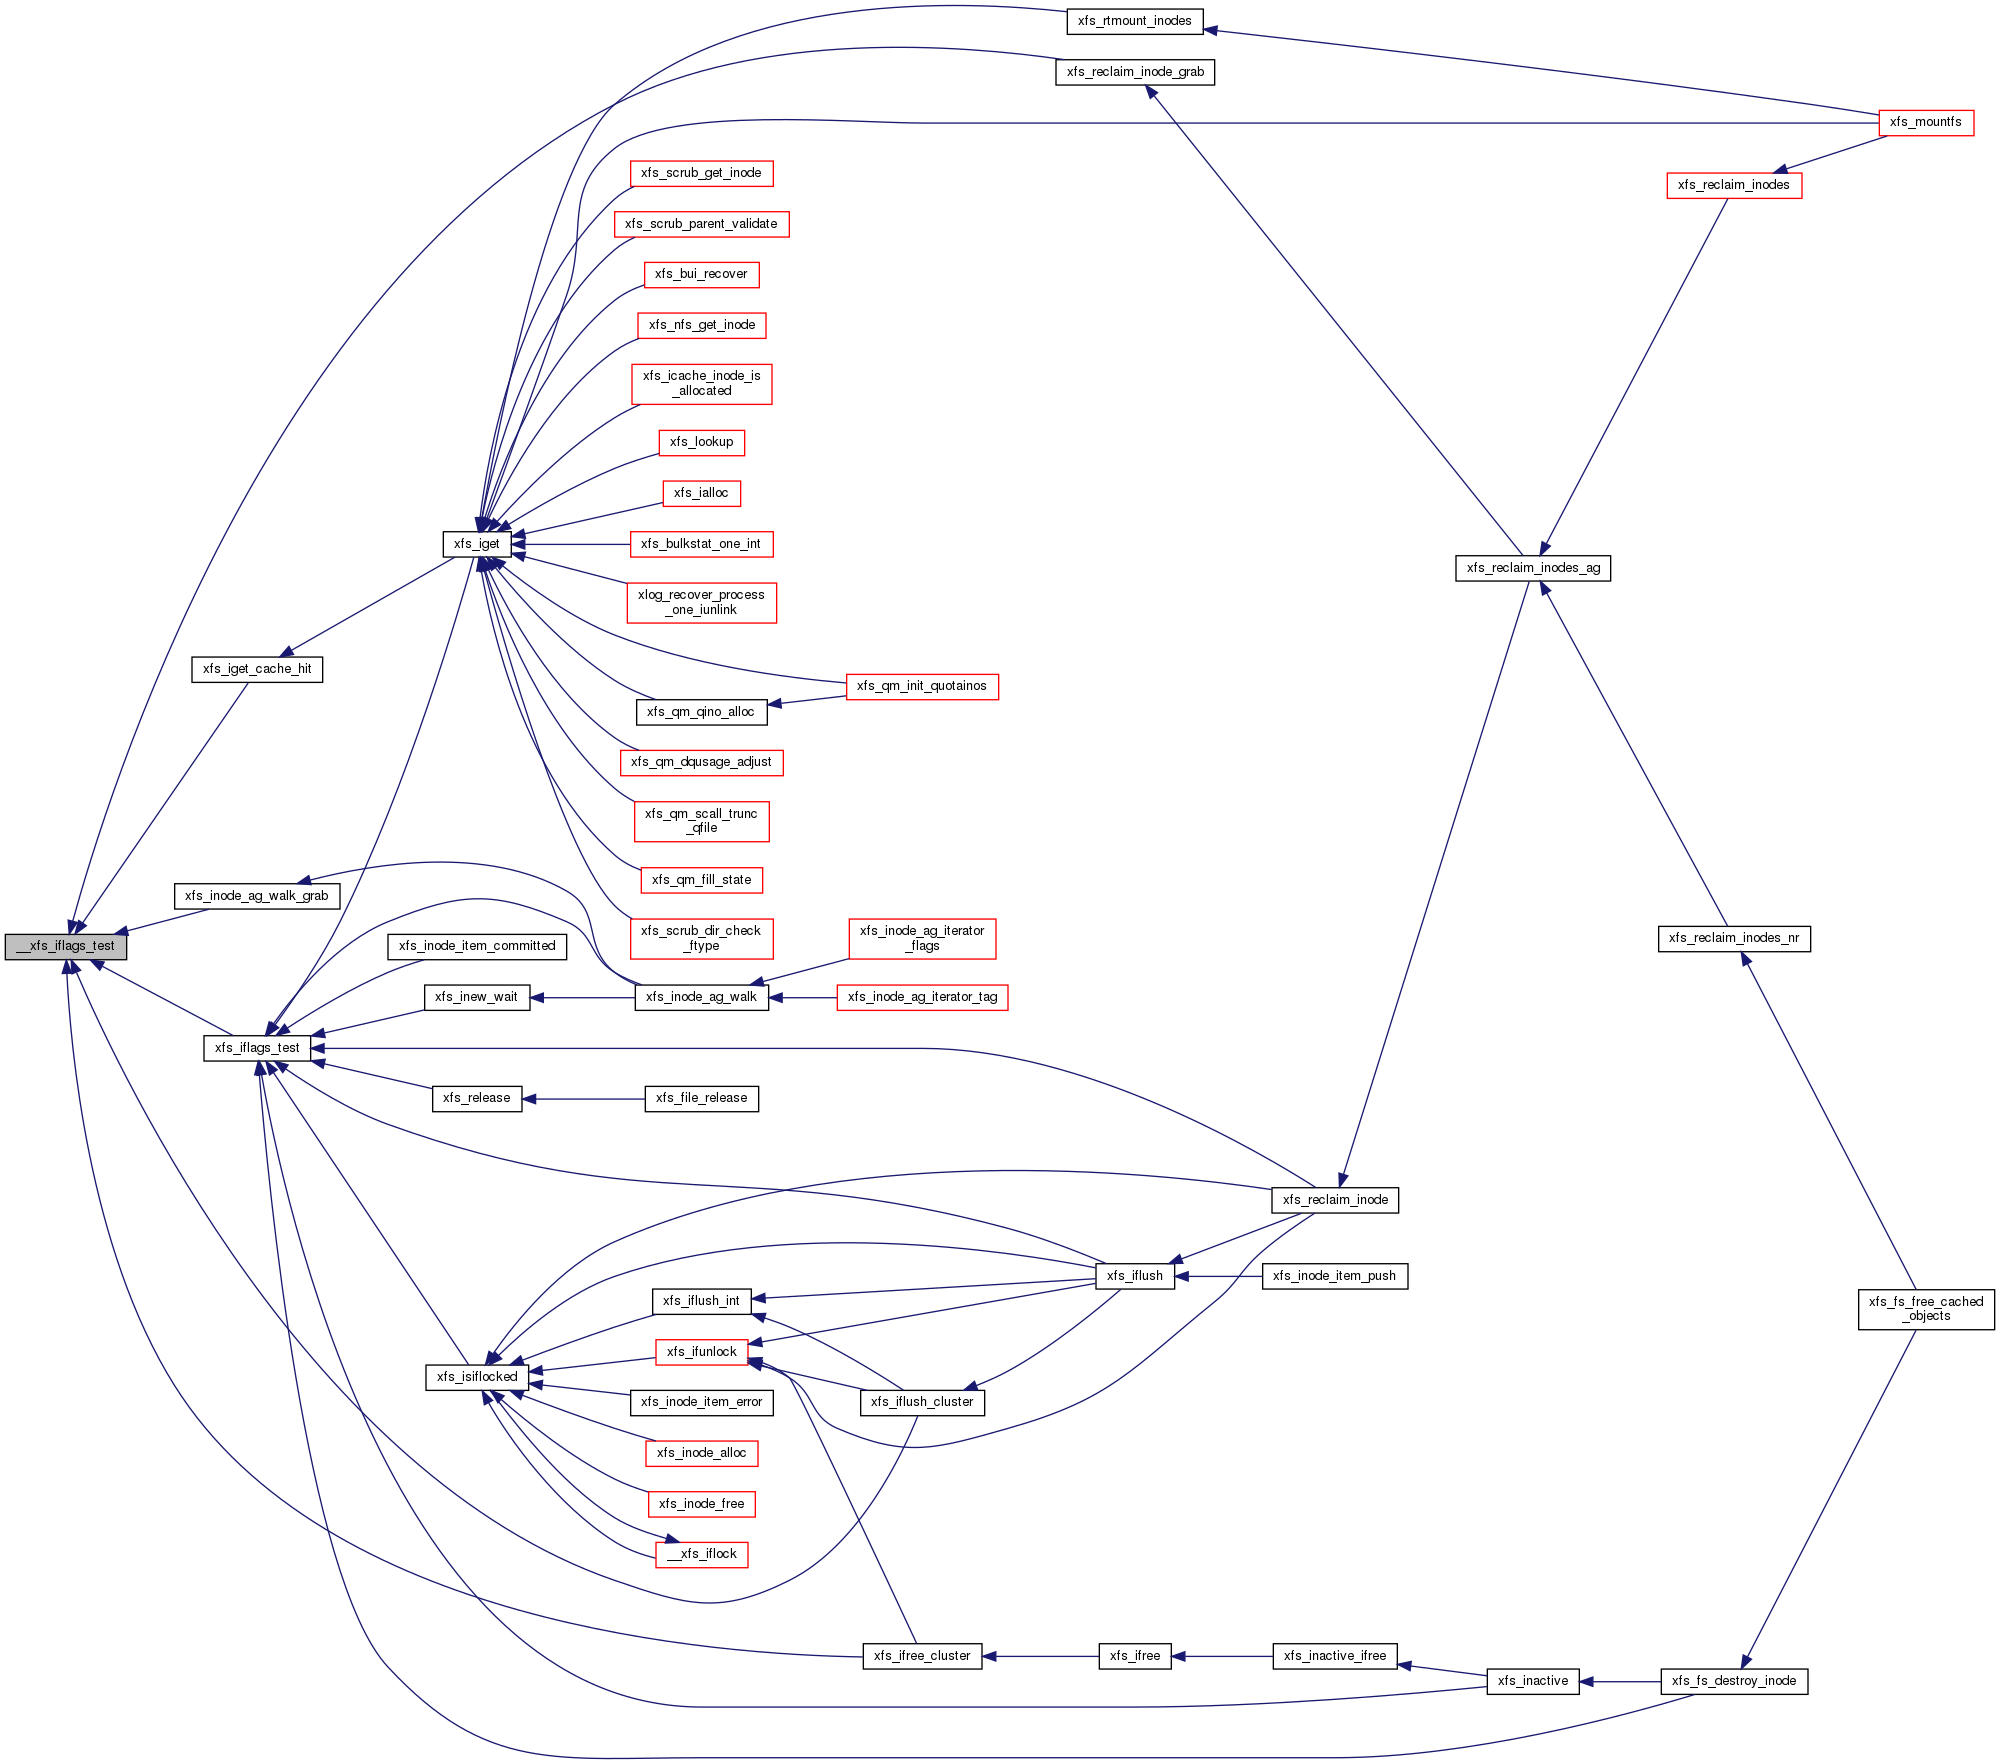 xfs_rtmount_inodes
xfs_reclaim_inode_grab
xfs_mountfs
xfs_scrub_get_inode
xfs_reclaim_inodes
xfs_scrub_parent_validate
xfs_bui_recover
xfs_nfs_get_inode
xfs_icache_inode_is
_allocated
xfs_lookup
xfs_ialloc
xfs_iget
xfs_bulkstat_one_int
xfs_reclaim_inodes_ag
xlog_recover_process
_one_iunlink
xfs_iget_cache_hit
xfs_qm_init_quotainos
xfs_qm_qino_alloc
xfs_qm_dqusage_adjust
xfs_qm_scall_trunc
_qfile
xfs_qm_fill_state
xfs_inode_ag_walk_grab
xfs_scrub_dir_check
_ftype
xfs_inode_ag_iterator
_flags
__xfs_iflags_test
xfs_inode_item_committed
xfs_reclaim_inodes_nr
xfs_inew_wait
xfs_inode_ag_walk
xfs_inode_ag_iterator_tag
xfs_iflags_test
xfs_release
xfs_file_release
xfs_reclaim_inode
xfs_iflush
xfs_inode_item_push
xfs_iflush_int
xfs_fs_free_cached
_objects
xfs_ifunlock
xfs_isiflocked
xfs_inode_item_error
xfs_iflush_cluster
xfs_inode_alloc
xfs_inode_free
__xfs_iflock
xfs_ifree_cluster
xfs_ifree
xfs_inactive_ifree
xfs_inactive
xfs_fs_destroy_inode